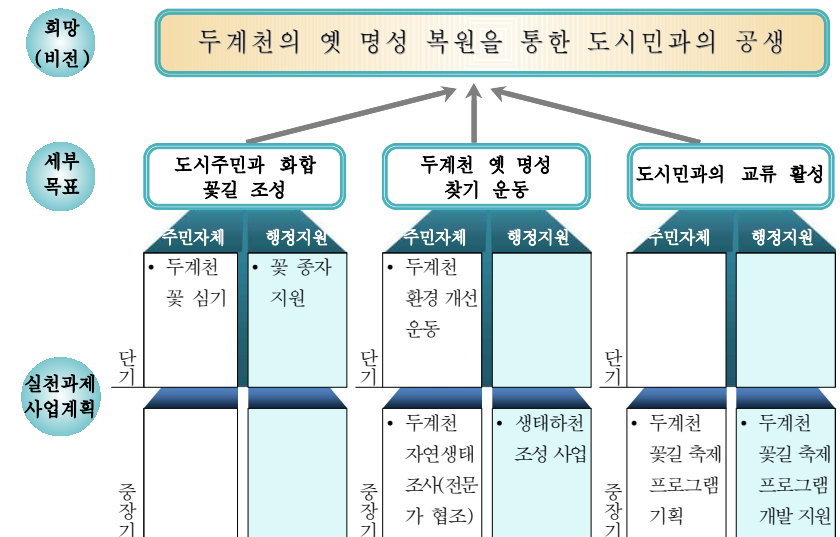 희망
(비전)
두계천의 옛 명성 복원을 통한 도시민과의 공생
세부
목표
도시주민과 화합
꽃길 조성
두계천 옛 명성
찾기 운동
도시민과의 교류 활성
주민자체
행정지원
주민자체
행정지원
주민자체
행정지원
실천과제
사업계획
단기
• 두계천
꽃 심기
• 꽃 종자
지원
단기
• 두계천
환경 개선
운동
단기
중장기
중장기
• 두계천
자연생태
조사(전문
가 협조)
• 생태하천
조성 사업
중장기
• 두계천
꽃길 축제
프로그램
기획
• 두계천
꽃길 축제
프로그램
개발 지원